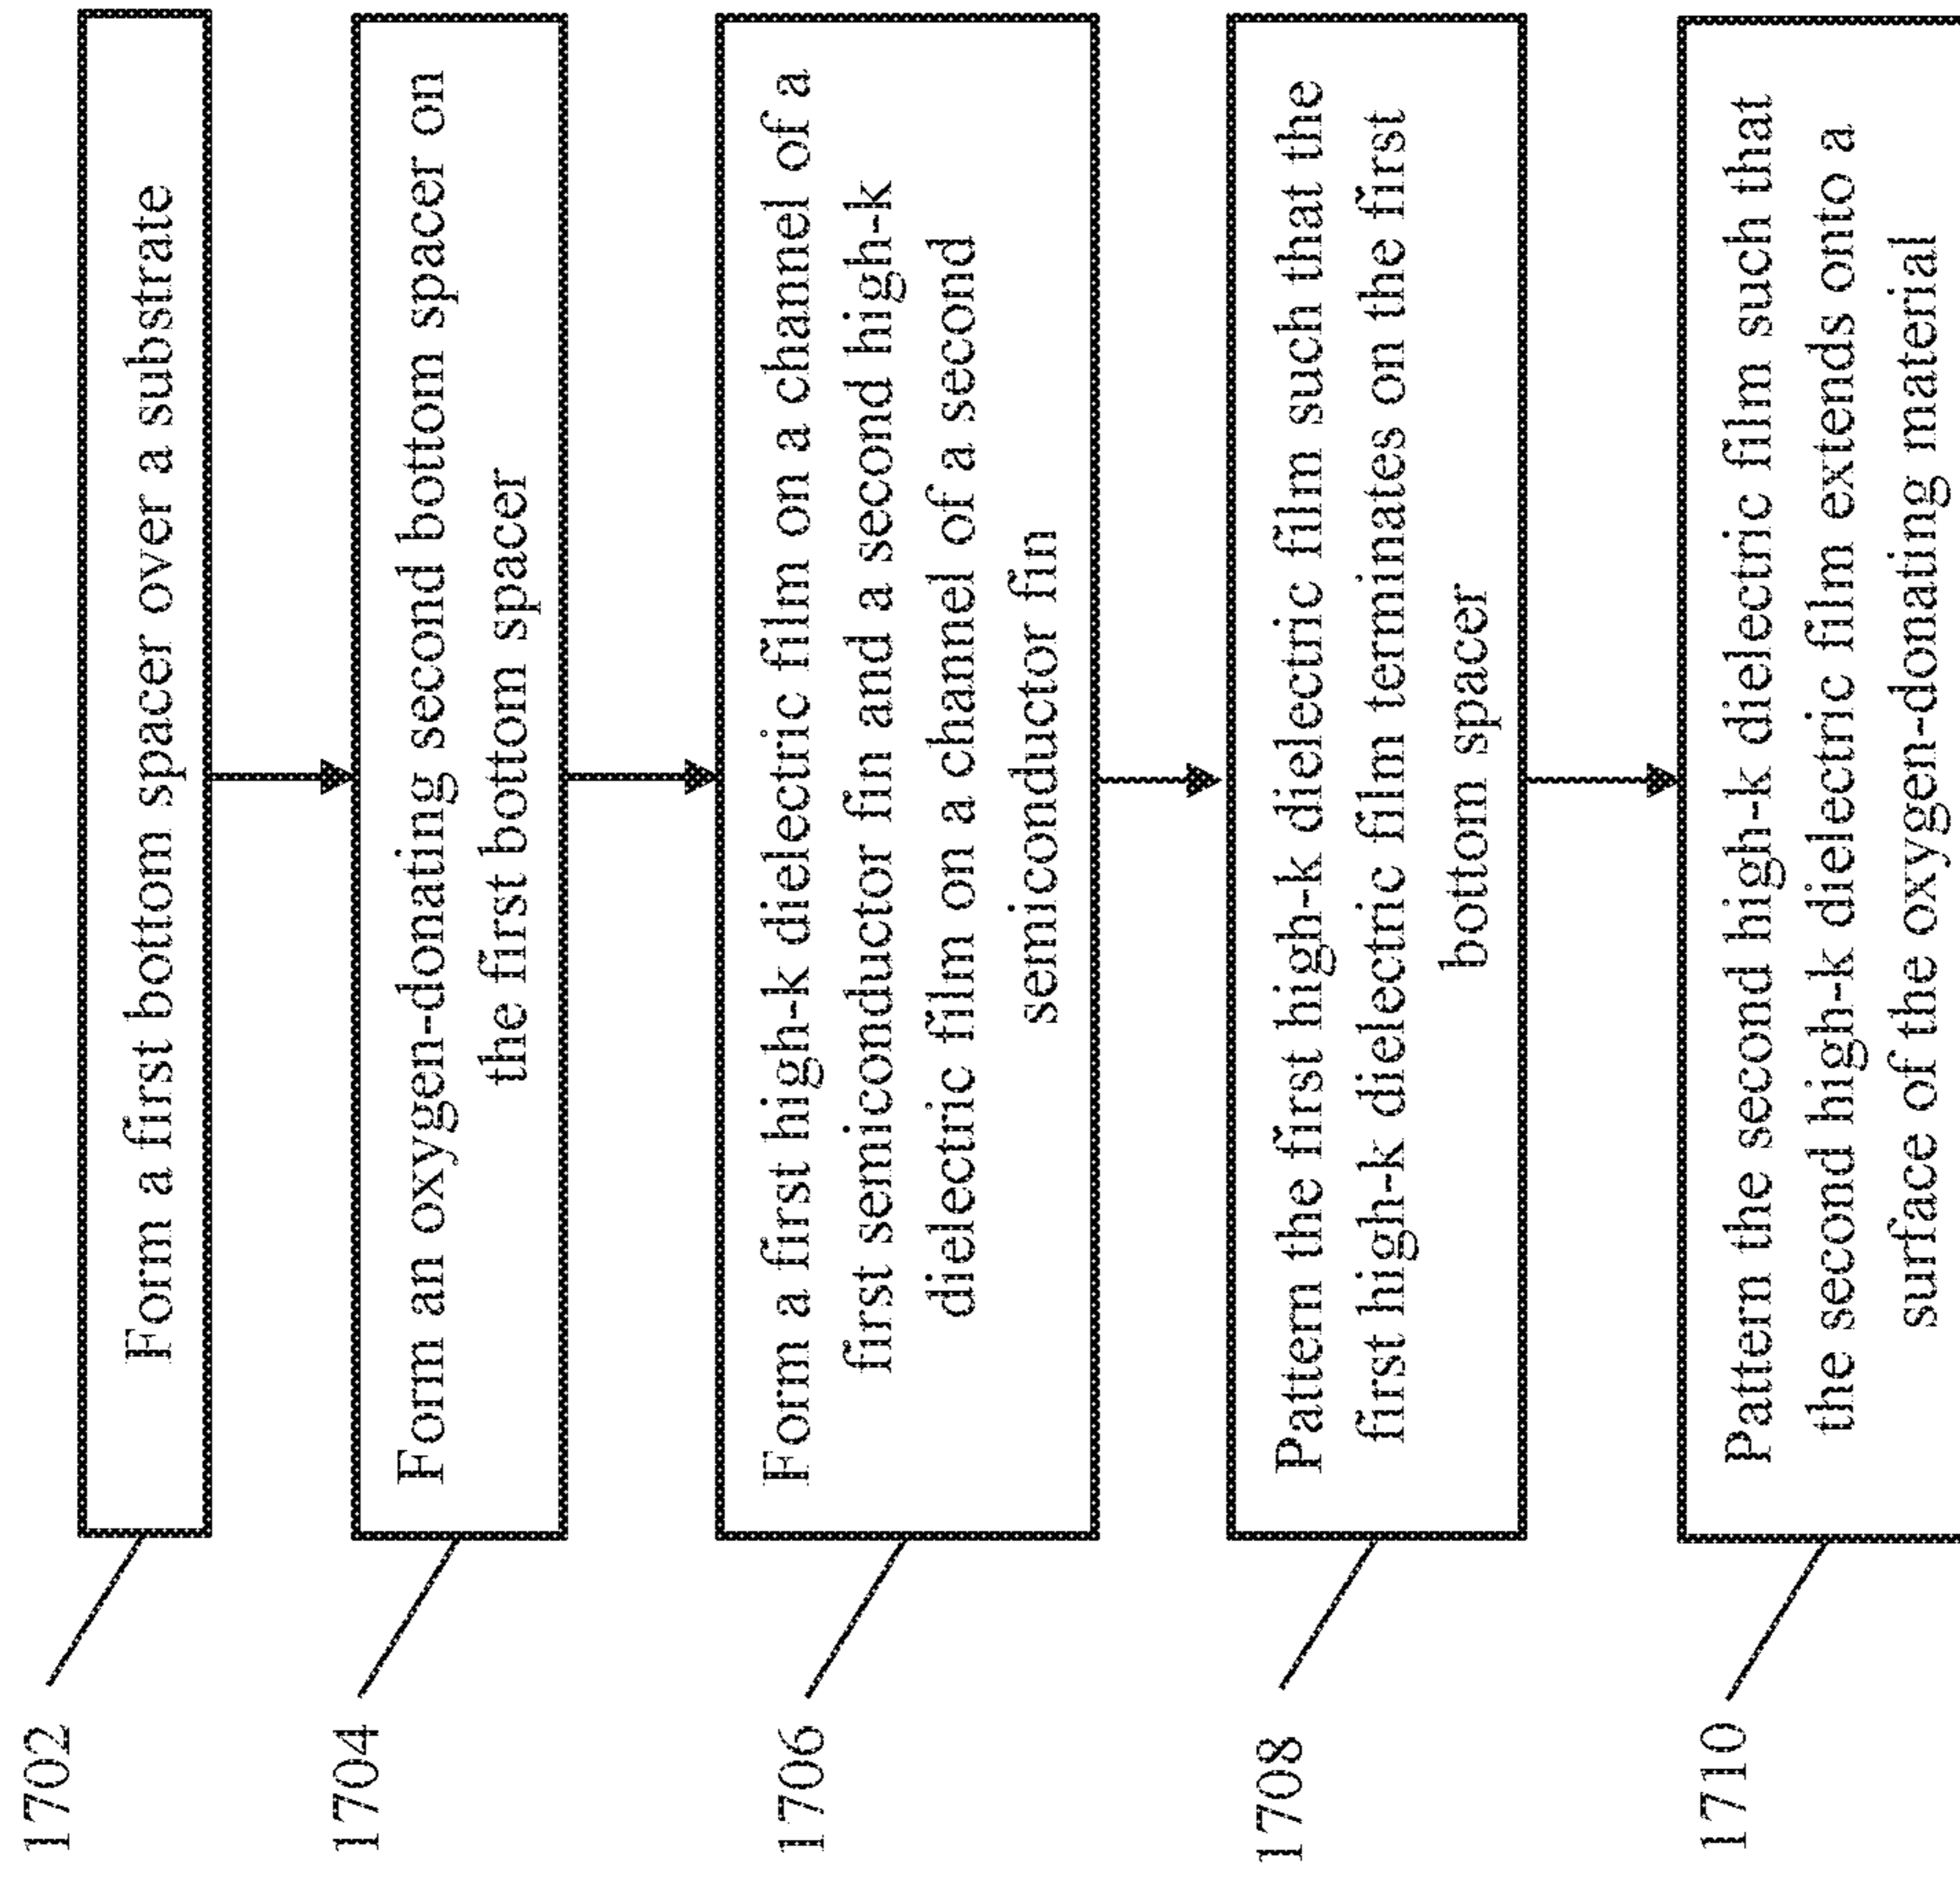 1702
Form a first bottom spacer over a substrate
1704
Form an oxygen-donating second bottom spacer on
the first bottom spacer
1706
Form a first high-k dielectric film on a channel of a
first semiconductor fin and a second high-k
dielectric film on a channel of a second
semiconductor fin
1708
Pattern the first high-k dielectric film such that the
first high-k dielectric film terminates on the first
bottom spacer
1710
Pattern the second high-k dielectric film such that
the second high-k dielectric film extends onto a
surface of the oxygen-donating material